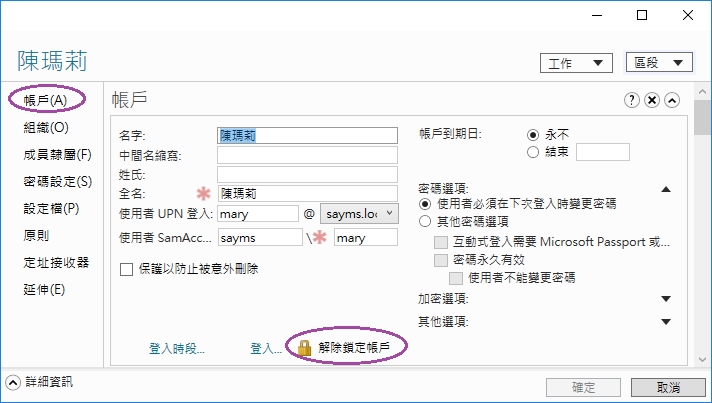 陳瑪莉
工作
區段
帳戶(A)
組織(O)
成員隸屬(F)
密碼設定(S)
設定檔(P)
原則
定址接收器
延伸(E)
帳戶
名字: 陳瑪莉
中間名縮寫:
姓氏:
全名: 陳瑪莉
使用者 UPN 登入: mary @ sayms.loc
使用者 SamAcc... sayms \ mary
保護以防止被意外刪除
帳戶到期日: 永不
結束
密碼選項:
使用者必須在下次登入時變更密碼
其他密碼選項
互動式登入需要 Microsoft Passport 或...
密碼永久有效
使用者不能變更密碼
加密選項:
其他選項:
登入時段... 登入... 解除鎖定帳戶
詳細資訊
確定 取消